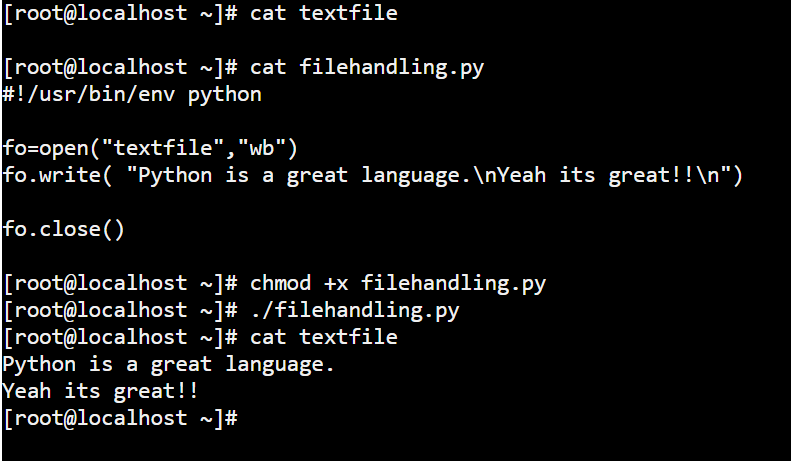 [root@localhost ~]# cat textfile
[root@localhost ~]# cat filehandling.py
#!/usr/bin/env python
fo=open("textfile","wb")
fo.write( "Python is a great language.\nYeah its great!!\n")
fo.close()
[root@localhost ~]# chmod +x filehandling.py
[root@localhost ~]# ./filehandling.py
[root@localhost ~]# cat textfile
Python is a great language.
Yeah its great!!
[root@localhost ~]#